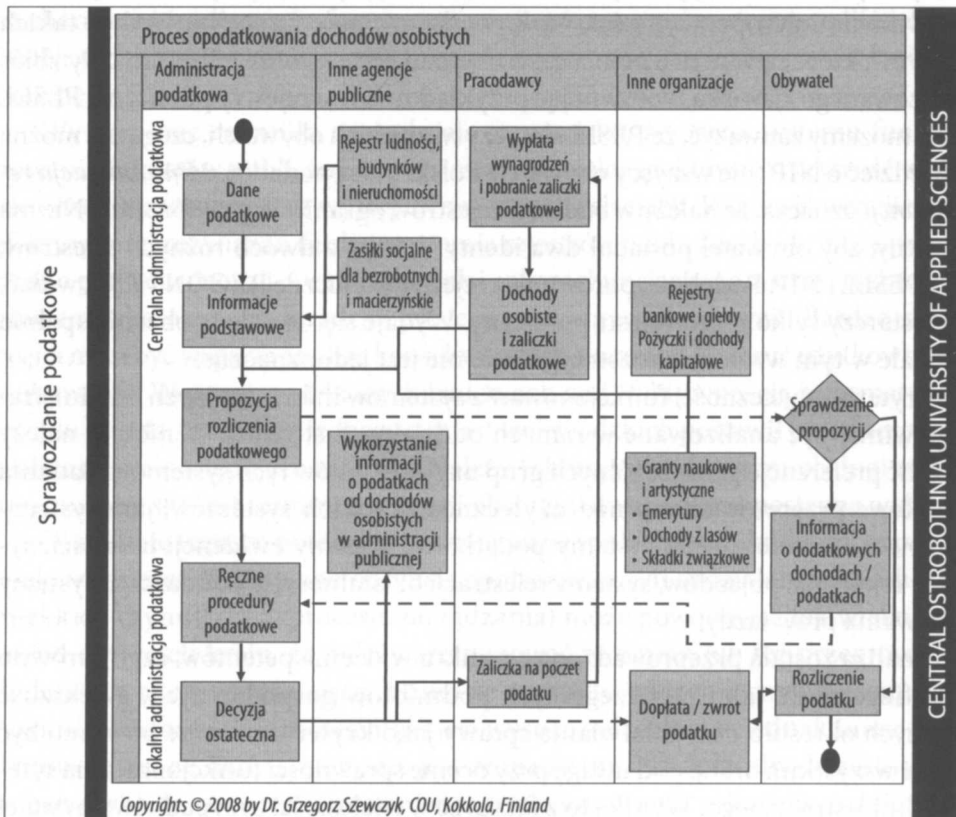 Proces opodatkowania dochodów osobistych
Administracja
podatkowa
Inne agencje
publiczne
Pracodawcy
Inne organizacje
Obywatel
Sprawozdanie podatkowe
Centralna administracja podatkowa
Lokalna administracja podatkowa
Dane
podatkowe
Informacje
podstawowe
Propozycja
rozliczenia
podatkowego
Ręczne
procedury
podatkowe
Decyzja
ostateczna
Rejestr ludności,
budynków
i nieruchomości
Zasiłki socjalne
dla bezrobotnych
i macierzyńskie
Wykorzystanie
informacji
o podatkach
od dochodów
osobistych
w administracji
publicznej
Wypłata
wynagrodzeń
i pobranie zaliczki
podatkowej
Dochody
osobiste
i zaliczki
podatkowe
Zaliczka na poczet
podatku
Rejestry
bankowe i giełdy
Pożyczki i dochody
kapitałowe
• Granty naukowe
i artystyczne
• Emerytury
• Dochody z lasów
• Składki związkowe
Dopłata / zwrot
podatku
Sprawdzenie
propozycji
Informacja
o dodatkowych
dochodach /
podatkach
Rozliczenie
podatku
CENTRAL OSTROBOTHNIA UNIVERSITY OF APPLIED SCIENCES
Copyrights © 2008 by Dr. Grzegorz Szewczyk, COU, Kokkola, Finland